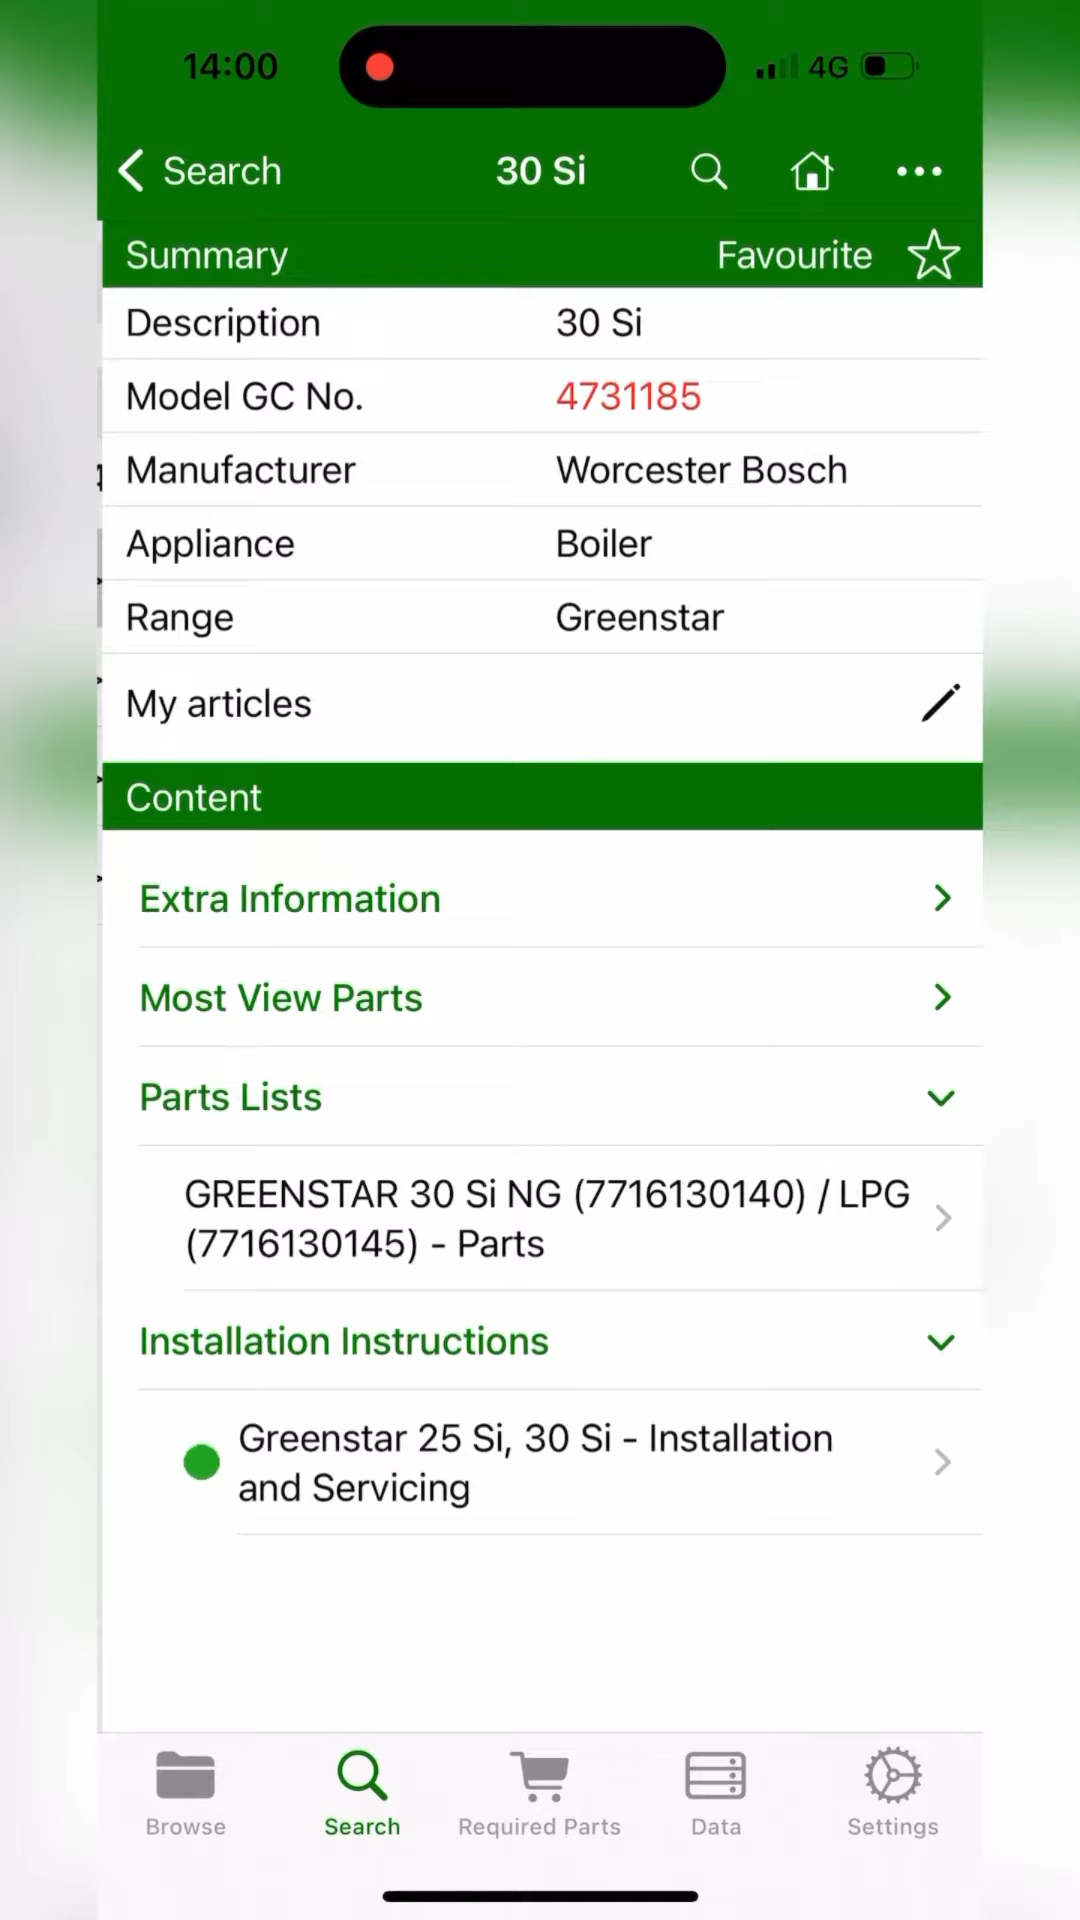 14:00
4G
Search
30 Si
Summary
Favourite
Description
30 Si
Model GC No.
4731185
Manufacturer
Worcester Bosch
Appliance
Boiler
Range
Greenstar
My articles
Content
Extra Information
Most View Parts
Parts Lists
GREENSTAR 30 Si NG (7716130140) / LPG
(7716130145) - Parts
Installation Instructions
Greenstar 25 Si, 30 Si - Installation
and Servicing
Browse
Search
Required Parts
Data
Settings